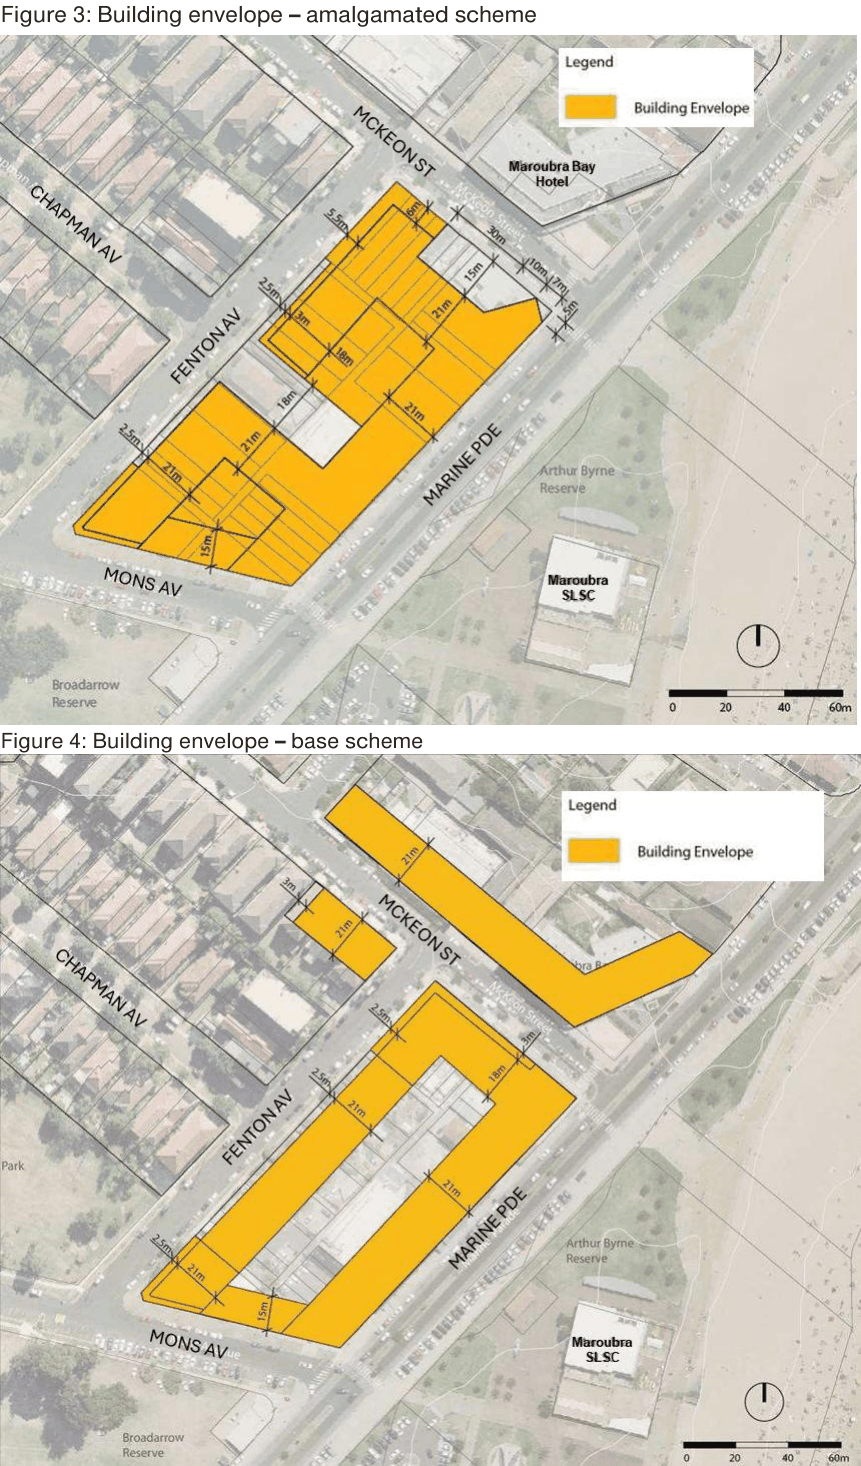 Figure 3: Building envelope – amalgamated scheme
Legend
Building Envelope
MCKEON ST
Maroubra Bay
Hotel
CHAPMAN AV
6m
5.5m
30m
10m
7m
5m
15m
21m
2.5m
3m
18m
FENTON AV
18m
21m
21m
2.5m
21m
MARINE PDE
Arthur Byrne
Reserve
15m
MONS AV
Maroubra
SLSC
Broadarrow
Reserve
0 20 40 60m
Figure 4: Building envelope – base scheme
Legend
Building Envelope
21m
3m
21m
MCKEON ST
CHAPMAN AV
McKeon Street
2.5m
3m
18m
2.5m
21m
FENTON AV
Park
21m
MARINE PDE
Arthur Byrne
Reserve
2.5m
21m
15m
MONS AV
Maroubra
SLSC
Broadarrow
Reserve
0 20 40 60m